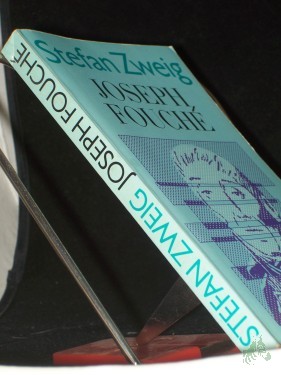 Stefan Zweig
JOSEPH
FOUCHÉ
STEFAN ZWEIG JOSEPH FOUCHÉ